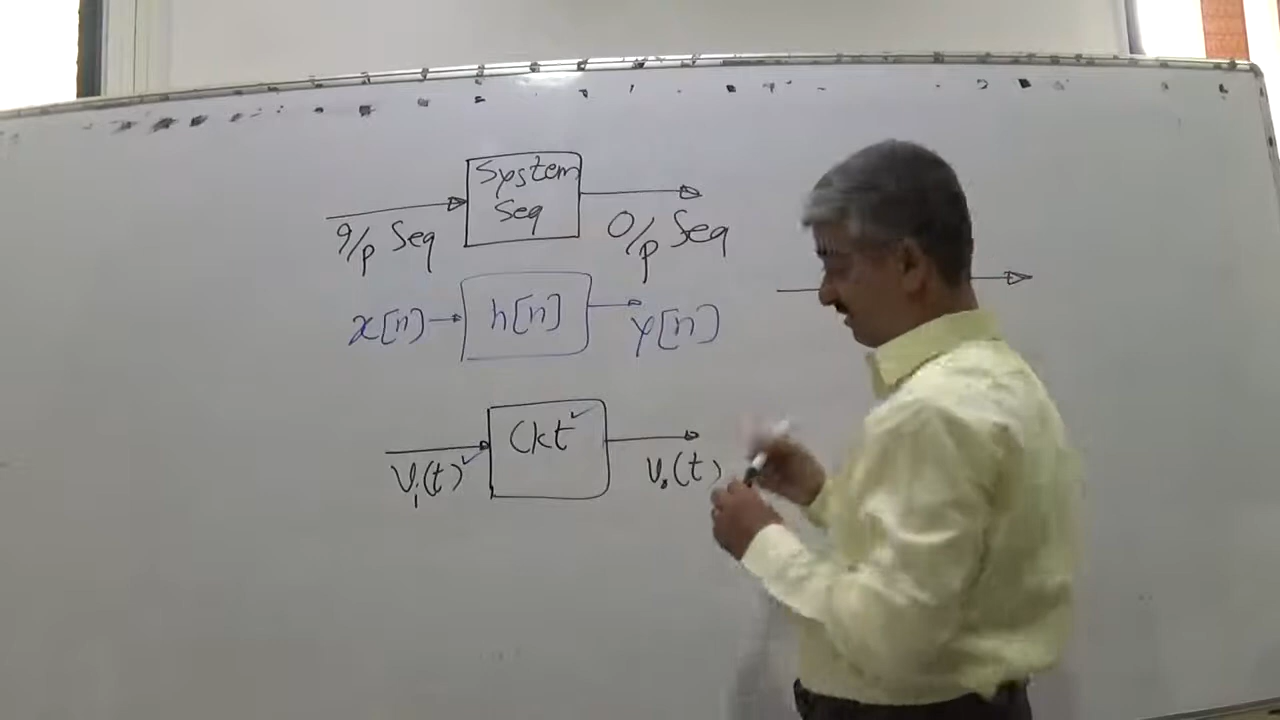 System
Seq
I/p Seq
O/p Seq
x[n]
h[n]
y[n]
Ckt
Vi(t)
Vo(t)